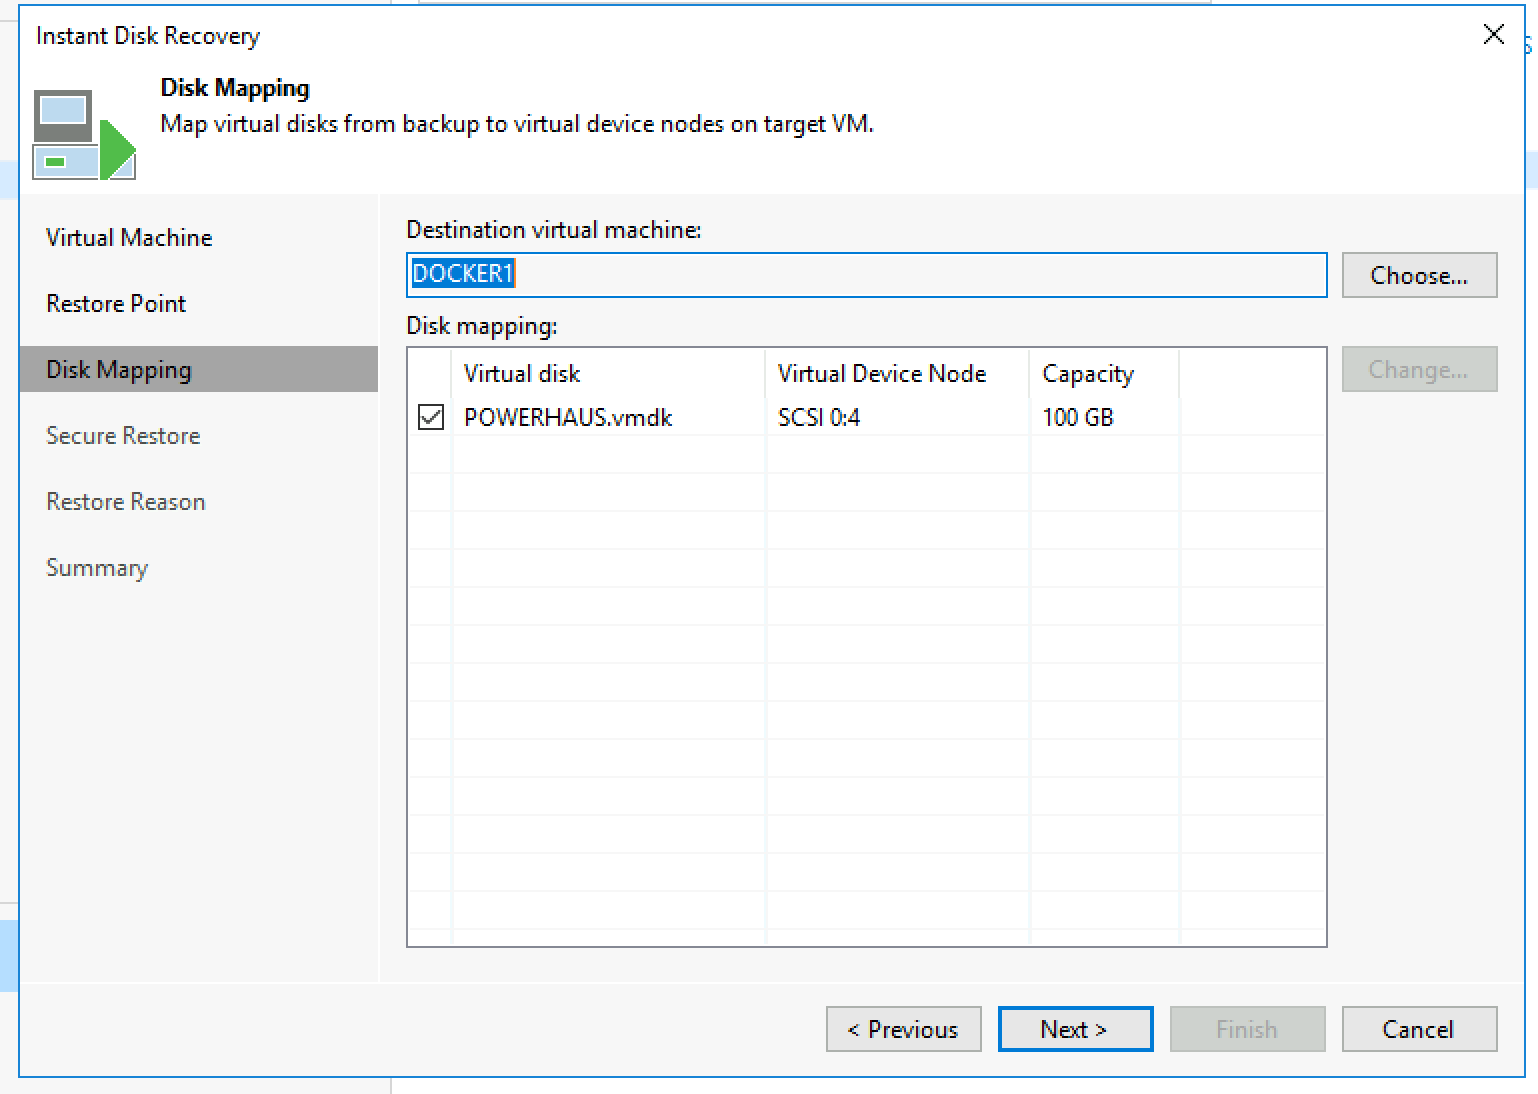 Instant Disk Recovery
Disk Mapping
Map virtual disks from backup to virtual device nodes on target VM.
Virtual Machine
Restore Point
Disk Mapping
Secure Restore
Restore Reason
Summary
Destination virtual machine:
DOCKER1
Choose...
Disk mapping:
Virtual disk Virtual Device Node Capacity
POWERHAUS.vmdk SCSI 0:4 100 GB
Change...
< Previous Next > Finish Cancel